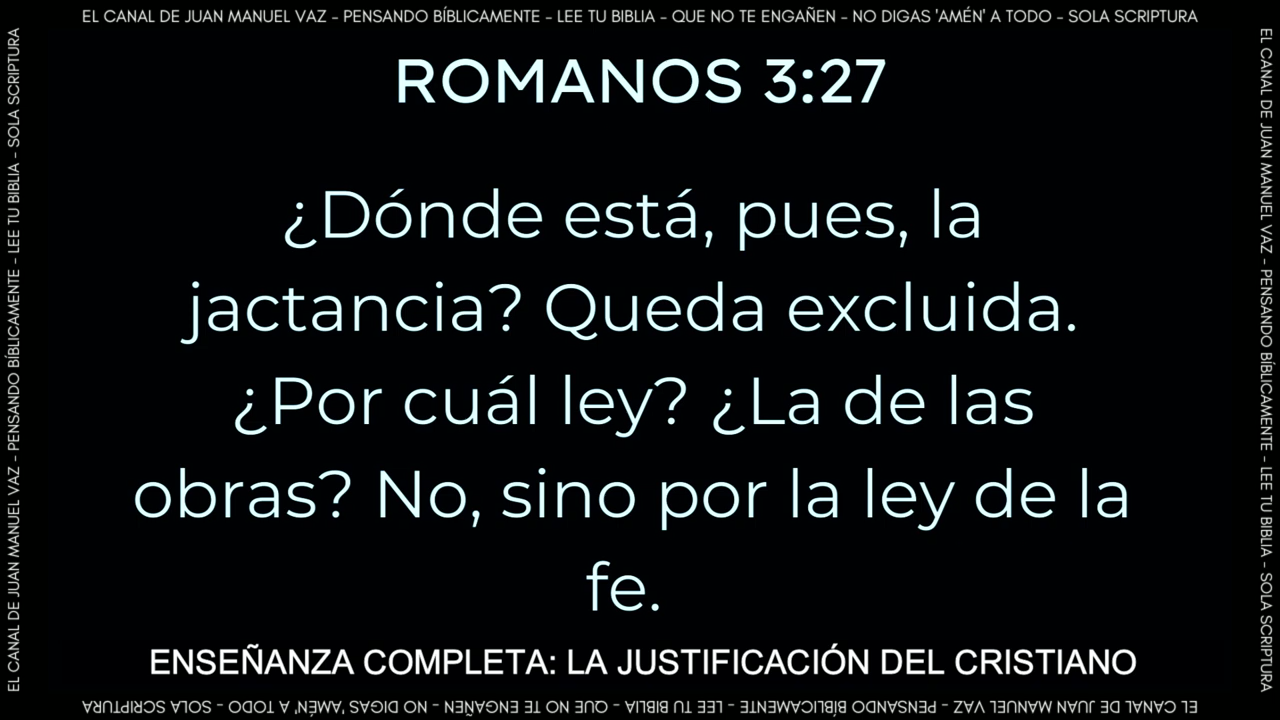 EL CANAL DE JUAN MANUEL VAZ - PENSANDO BÍBLICAMENTE - LEE TU BIBLIA - QUE NO TE ENGAÑEN - NO DIGAS 'AMÉN' A TODO - SOLA SCRIPTURA
EL CANAL DE JUAN MANUEL VAZ - PENSANDO BÍBLICAMENTE - LEE TU BIBLIA - SOLA SCRIPTURA
ROMANOS 3:27
¿Dónde está, pues, la
jactancia? Queda excluida.
¿Por cuál ley? ¿La de las
obras? No, sino por la ley de la
fe.
ENSEÑANZA COMPLETA: LA JUSTIFICACIÓN DEL CRISTIANO
EL CANAL DE JUAN MANUEL VAZ - PENSANDO BÍBLICAMENTE - LEE TU BIBLIA - SOLA SCRIPTURA
EL CANAL DE JUAN MANUEL VAZ - PENSANDO BÍBLICAMENTE - LEE TU BIBLIA - QUE NO TE ENGAÑEN - NO DIGAS 'AMÉN' A TODO - SOLA SCRIPTURA